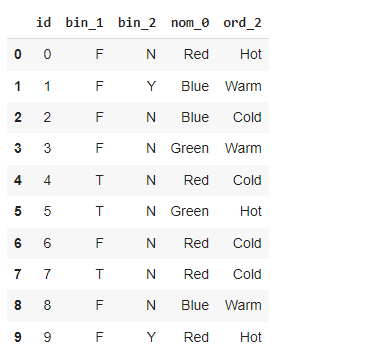 id bin_1 bin_2 nom_0 ord_2
0 0 F N Red Hot
1 1 F Y Blue Warm
2 2 F N Blue Cold
3 3 F N Green Warm
4 4 T N Red Cold
5 5 T N Green Hot
6 6 F N Red Cold
7 7 T N Red Cold
8 8 F N Blue Warm
9 9 F Y Red Hot